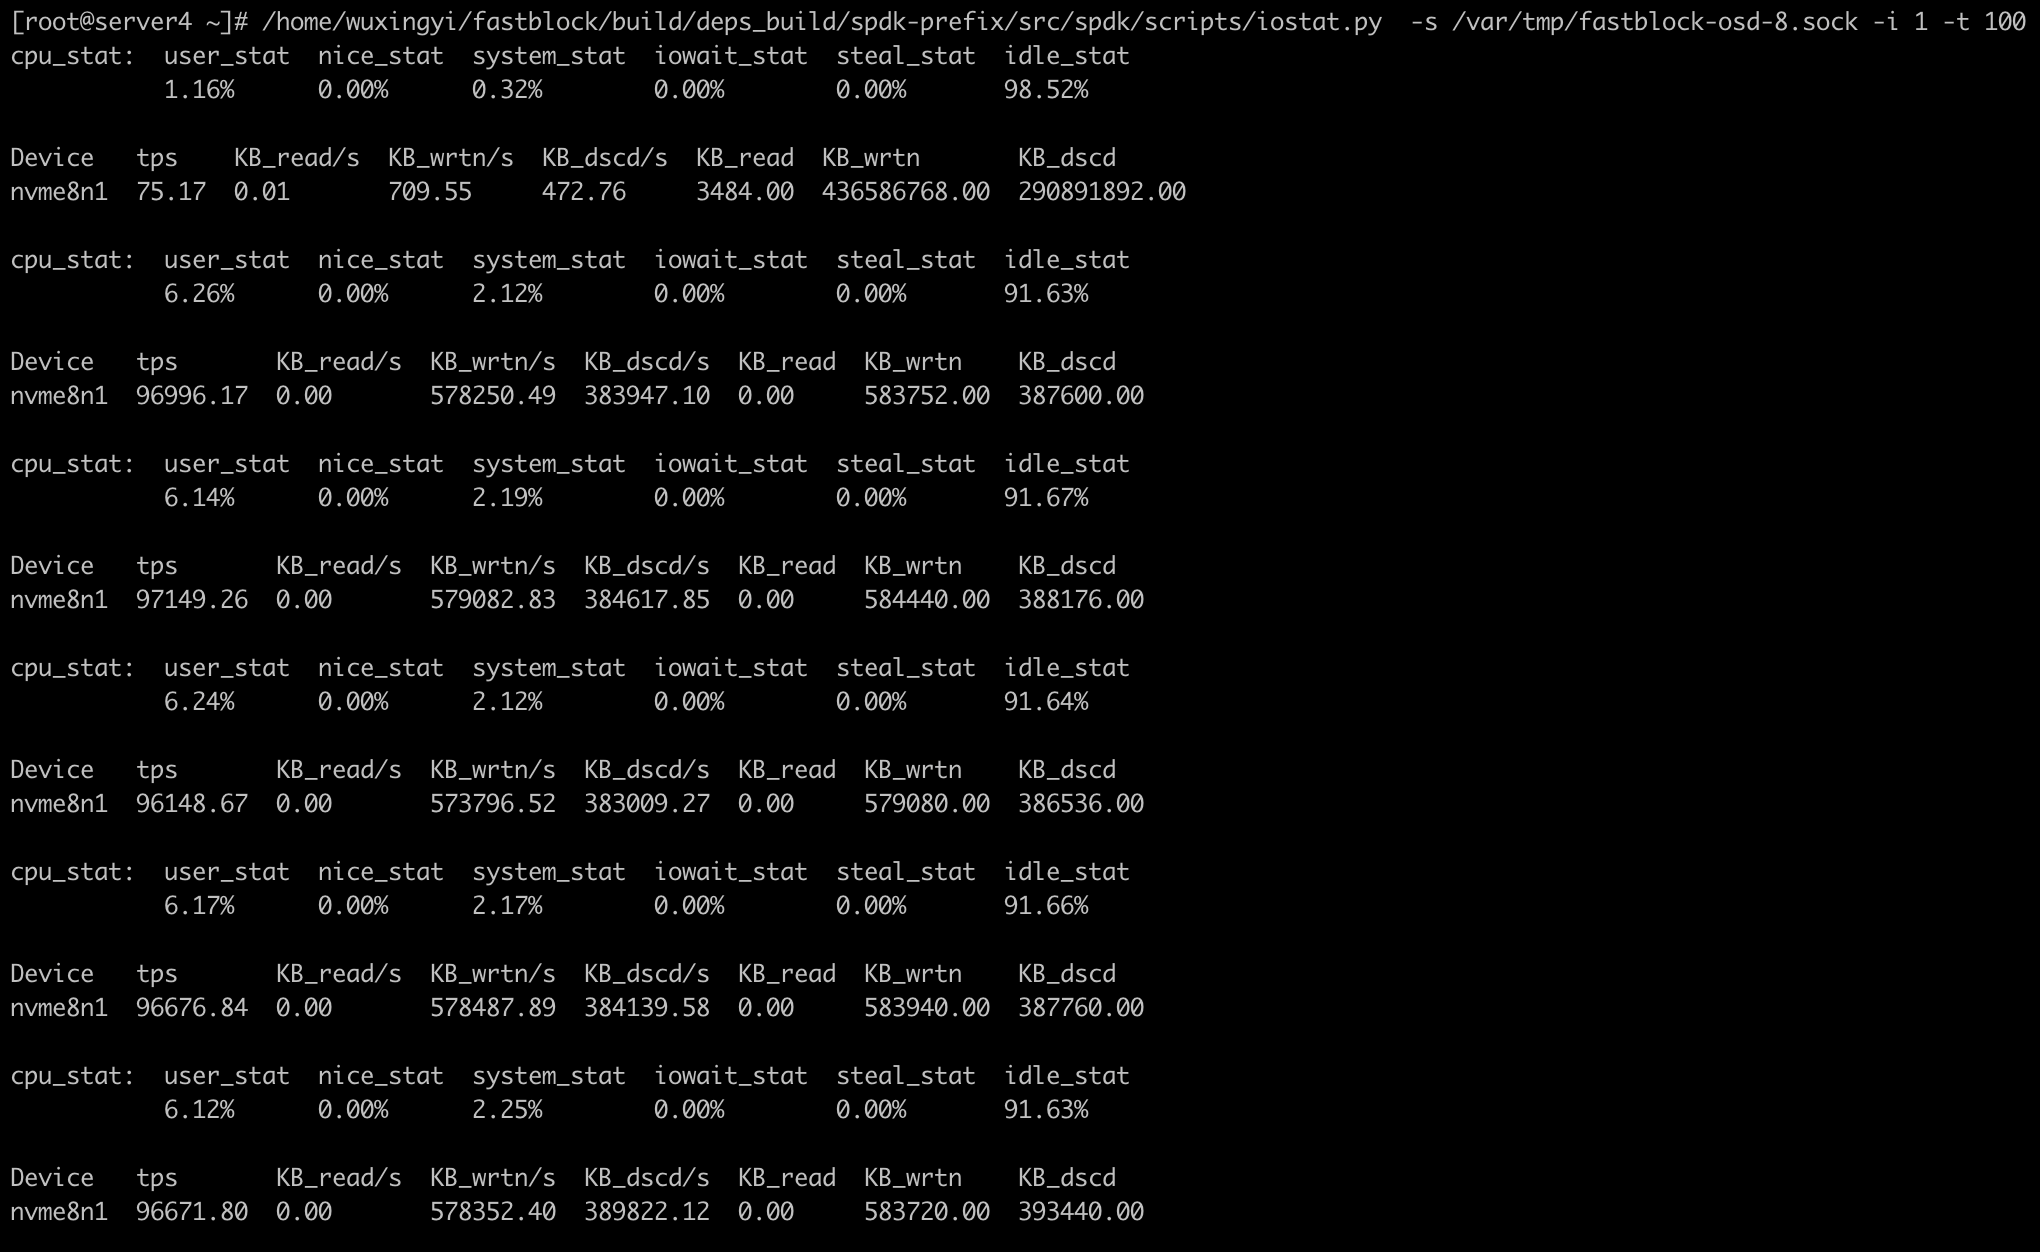 [root@server4 ~]# /home/wuxingyi/fastblock/build/deps_build/spdk-prefix/src/spdk/scripts/iostat.py  -s /var/tmp/fastblock-osd-8.sock -i 1 -t 100
cpu_stat:  user_stat  nice_stat  system_stat  iowait_stat  steal_stat  idle_stat
           1.16%      0.00%      0.32%        0.00%        0.00%       98.52%

Device   tps    KB_read/s  KB_wrtn/s  KB_dscd/s  KB_read  KB_wrtn       KB_dscd
nvme8n1  75.17  0.01       709.55     472.76     3484.00  436586768.00  290891892.00

cpu_stat:  user_stat  nice_stat  system_stat  iowait_stat  steal_stat  idle_stat
           6.26%      0.00%      2.12%        0.00%        0.00%       91.63%

Device   tps       KB_read/s  KB_wrtn/s  KB_dscd/s  KB_read  KB_wrtn    KB_dscd
nvme8n1  96996.17  0.00       578250.49  383947.10  0.00     583752.00  387600.00

cpu_stat:  user_stat  nice_stat  system_stat  iowait_stat  steal_stat  idle_stat
           6.14%      0.00%      2.19%        0.00%        0.00%       91.67%

Device   tps       KB_read/s  KB_wrtn/s  KB_dscd/s  KB_read  KB_wrtn    KB_dscd
nvme8n1  97149.26  0.00       579082.83  384617.85  0.00     584440.00  388176.00

cpu_stat:  user_stat  nice_stat  system_stat  iowait_stat  steal_stat  idle_stat
           6.24%      0.00%      2.12%        0.00%        0.00%       91.64%

Device   tps       KB_read/s  KB_wrtn/s  KB_dscd/s  KB_read  KB_wrtn    KB_dscd
nvme8n1  96148.67  0.00       573796.52  383009.27  0.00     579080.00  386536.00

cpu_stat:  user_stat  nice_stat  system_stat  iowait_stat  steal_stat  idle_stat
           6.17%      0.00%      2.17%        0.00%        0.00%       91.66%

Device   tps       KB_read/s  KB_wrtn/s  KB_dscd/s  KB_read  KB_wrtn    KB_dscd
nvme8n1  96676.84  0.00       578487.89  384139.58  0.00     583940.00  387760.00

cpu_stat:  user_stat  nice_stat  system_stat  iowait_stat  steal_stat  idle_stat
           6.12%      0.00%      2.25%        0.00%        0.00%       91.63%

Device   tps       KB_read/s  KB_wrtn/s  KB_dscd/s  KB_read  KB_wrtn    KB_dscd
nvme8n1  96671.80  0.00       578352.40  389822.12  0.00     583720.00  393440.00